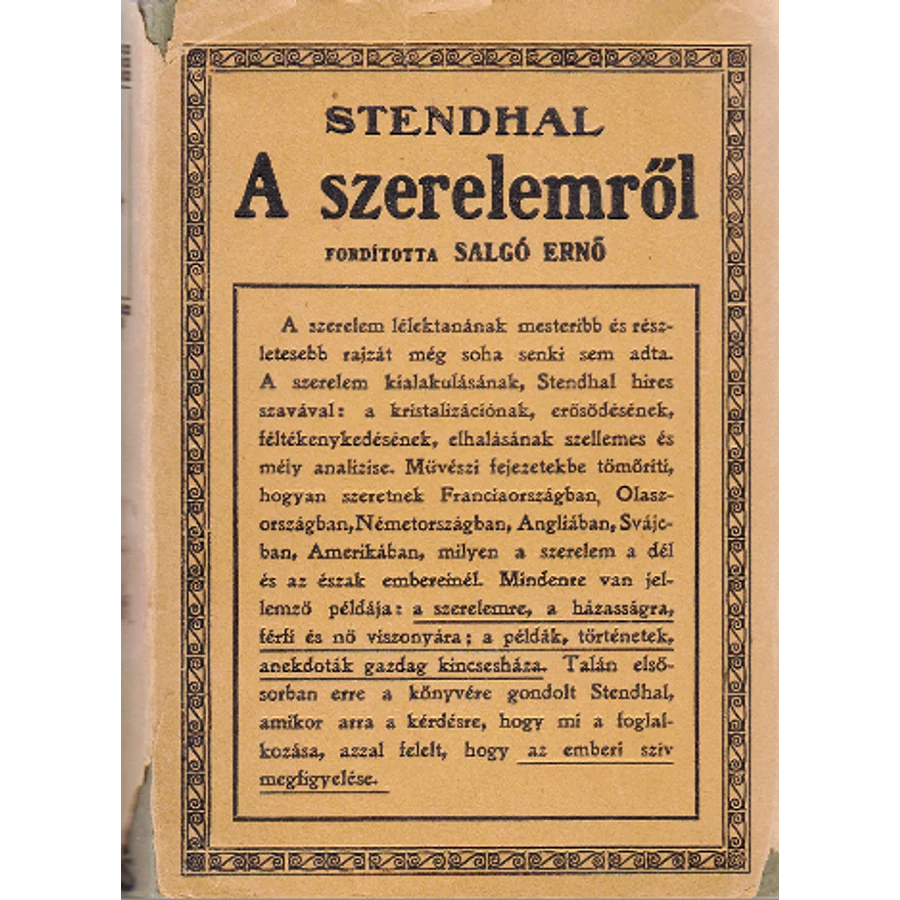 STENDHAL
A szerelemről
FORDÍTOTTA SALGÓ ERNŐ
A szerelem lélektanának mesteribb és rész-
letesebb rajzát még soha senki sem adta.
A szerelem kialakulásának, Stendhal híres
szavával: a kristalizációnak, erősödésének,
féltékenykedésének, elhalásának szellemes és
mély analizise. Művészi fejezetekbe tömöriti,
hogyan szeretnek Franciaországban, Olasz-
országban, Németországban, Angliában, Svájc-
ban, Amerikában, milyen a szerelem a dél
és az észak embereinél. Mindenre van jel-
lemző példája: a szerelemre, a házasságra,
férfi és nő viszonyára; a példák, történetek,
anekdoták gazdag kincsesháza. Talán első-
sorban erre a könyvére gondolt Stendhal,
amikor arra a kérdésre, hogy mi a foglal-
kozása, azzal felelt, hogy az emberi sziv
megfigyelése.